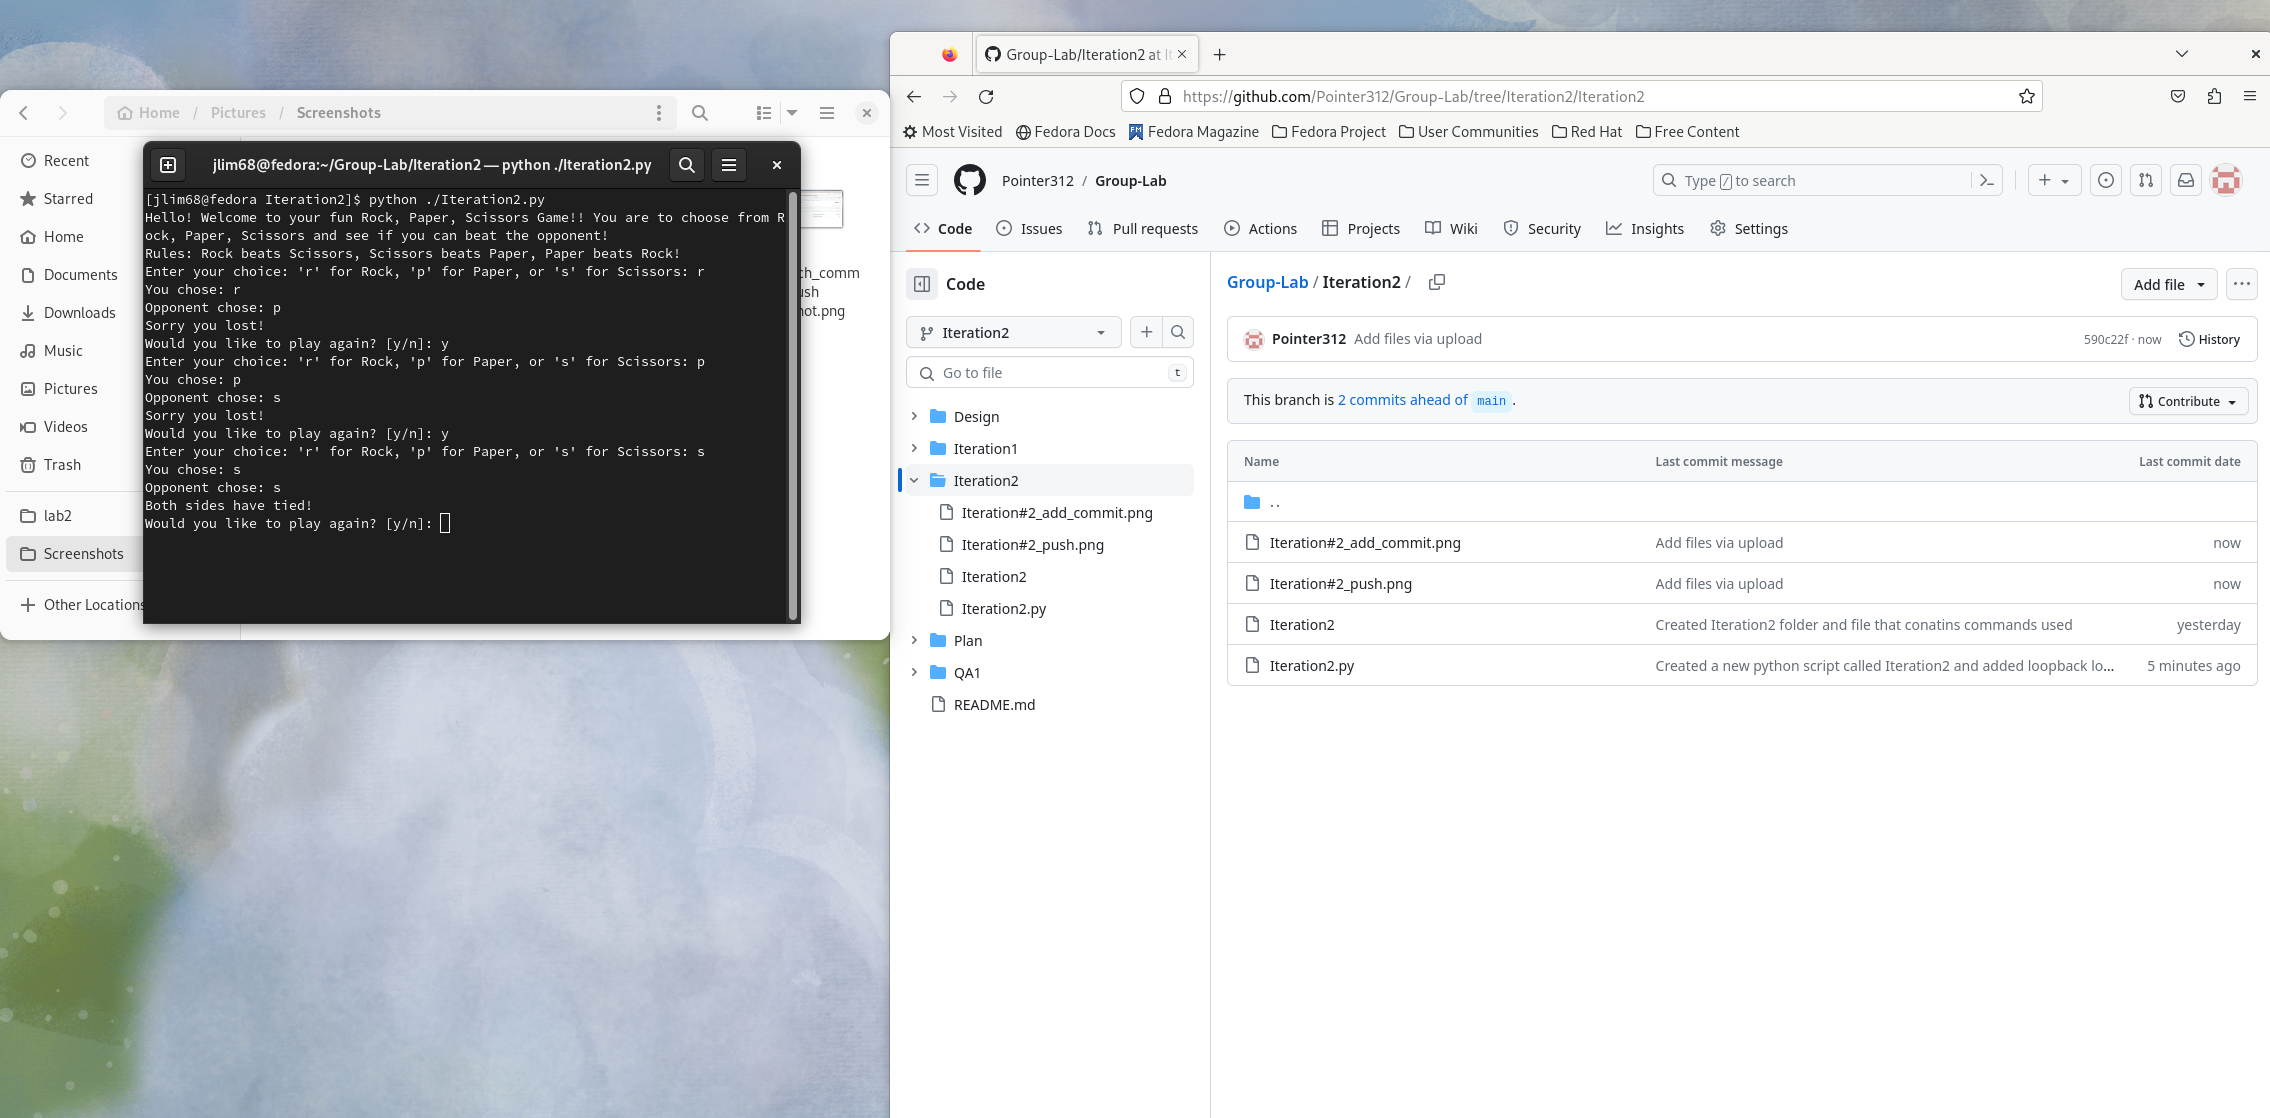 Home / Pictures / Screenshots
Recent
Starred
Home
Documents
Downloads
Music
Pictures
Videos
Trash
lab2
Screenshots
Other Locations
jlim68@fedora:~/Group-Lab/Iteration2 — python ./Iteration2.py
[jlim68@fedora Iteration2]$ python ./Iteration2.py
Hello! Welcome to your fun Rock, Paper, Scissors Game!! You are to choose from R
ock, Paper, Scissors and see if you can beat the opponent!
Rules: Rock beats Scissors, Scissors beats Paper, Paper beats Rock!
Enter your choice: 'r' for Rock, 'p' for Paper, or 's' for Scissors: r
You chose: r
Opponent chose: p
Sorry you lost!
Would you like to play again? [y/n]: y
Enter your choice: 'r' for Rock, 'p' for Paper, or 's' for Scissors: p
You chose: p
Opponent chose: s
Sorry you lost!
Would you like to play again? [y/n]: y
Enter your choice: 'r' for Rock, 'p' for Paper, or 's' for Scissors: s
You chose: s
Opponent chose: s
Both sides have tied!
Would you like to play again? [y/n]:
ch_comm
ush
ot.png
Group-Lab/Iteration2 at It
https://github.com/Pointer312/Group-Lab/tree/Iteration2/Iteration2
Most Visited Fedora Docs Fedora Magazine Fedora Project User Communities Red Hat Free Content
Pointer312 / Group-Lab
Type / to search
Code Issues Pull requests Actions Projects Wiki Security Insights Settings
Code
Iteration2
Go to file t
Design
Iteration1
Iteration2
Iteration#2_add_commit.png
Iteration#2_push.png
Iteration2
Iteration2.py
Plan
QA1
README.md
Group-Lab / Iteration2 /
Add file
Pointer312 Add files via upload 590c22f · now History
This branch is 2 commits ahead of main .
Contribute
Name Last commit message Last commit date
..
Iteration#2_add_commit.png Add files via upload now
Iteration#2_push.png Add files via upload now
Iteration2 Created Iteration2 folder and file that conatins commands used yesterday
Iteration2.py Created a new python script called Iteration2 and added loopback lo... 5 minutes ago